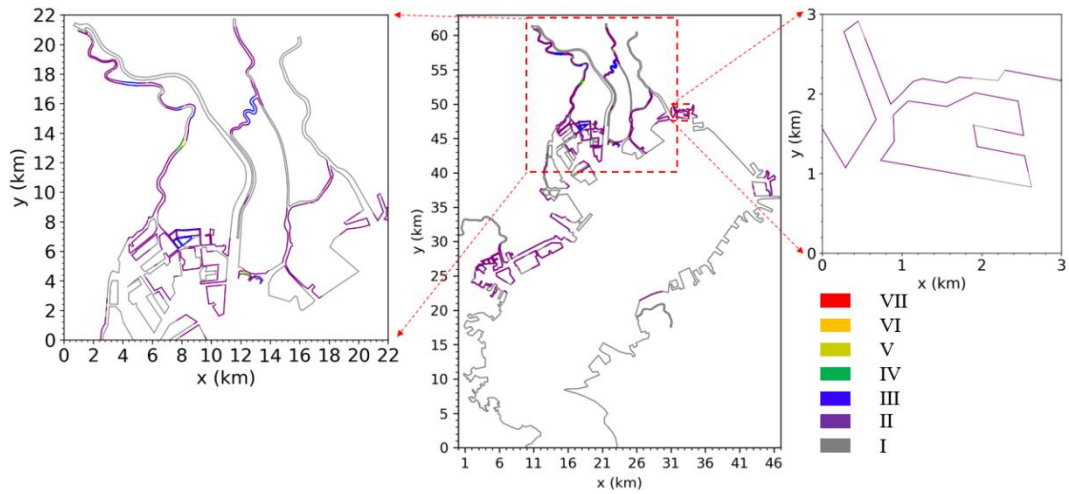 22
20
18
16
14
12
10
8
6
4
2
0
y (km)
0 2 4 6 8 10 12 14 16 18 20 22
x (km)
60
55
50
45
40
35
30
25
20
15
10
5
0
y (km)
1 6 11 16 21 26 31 36 41 46
x (km)
3
2
1
0
y (km)
0 1 2 3
x (km)
VII
VI
V
IV
III
II
I